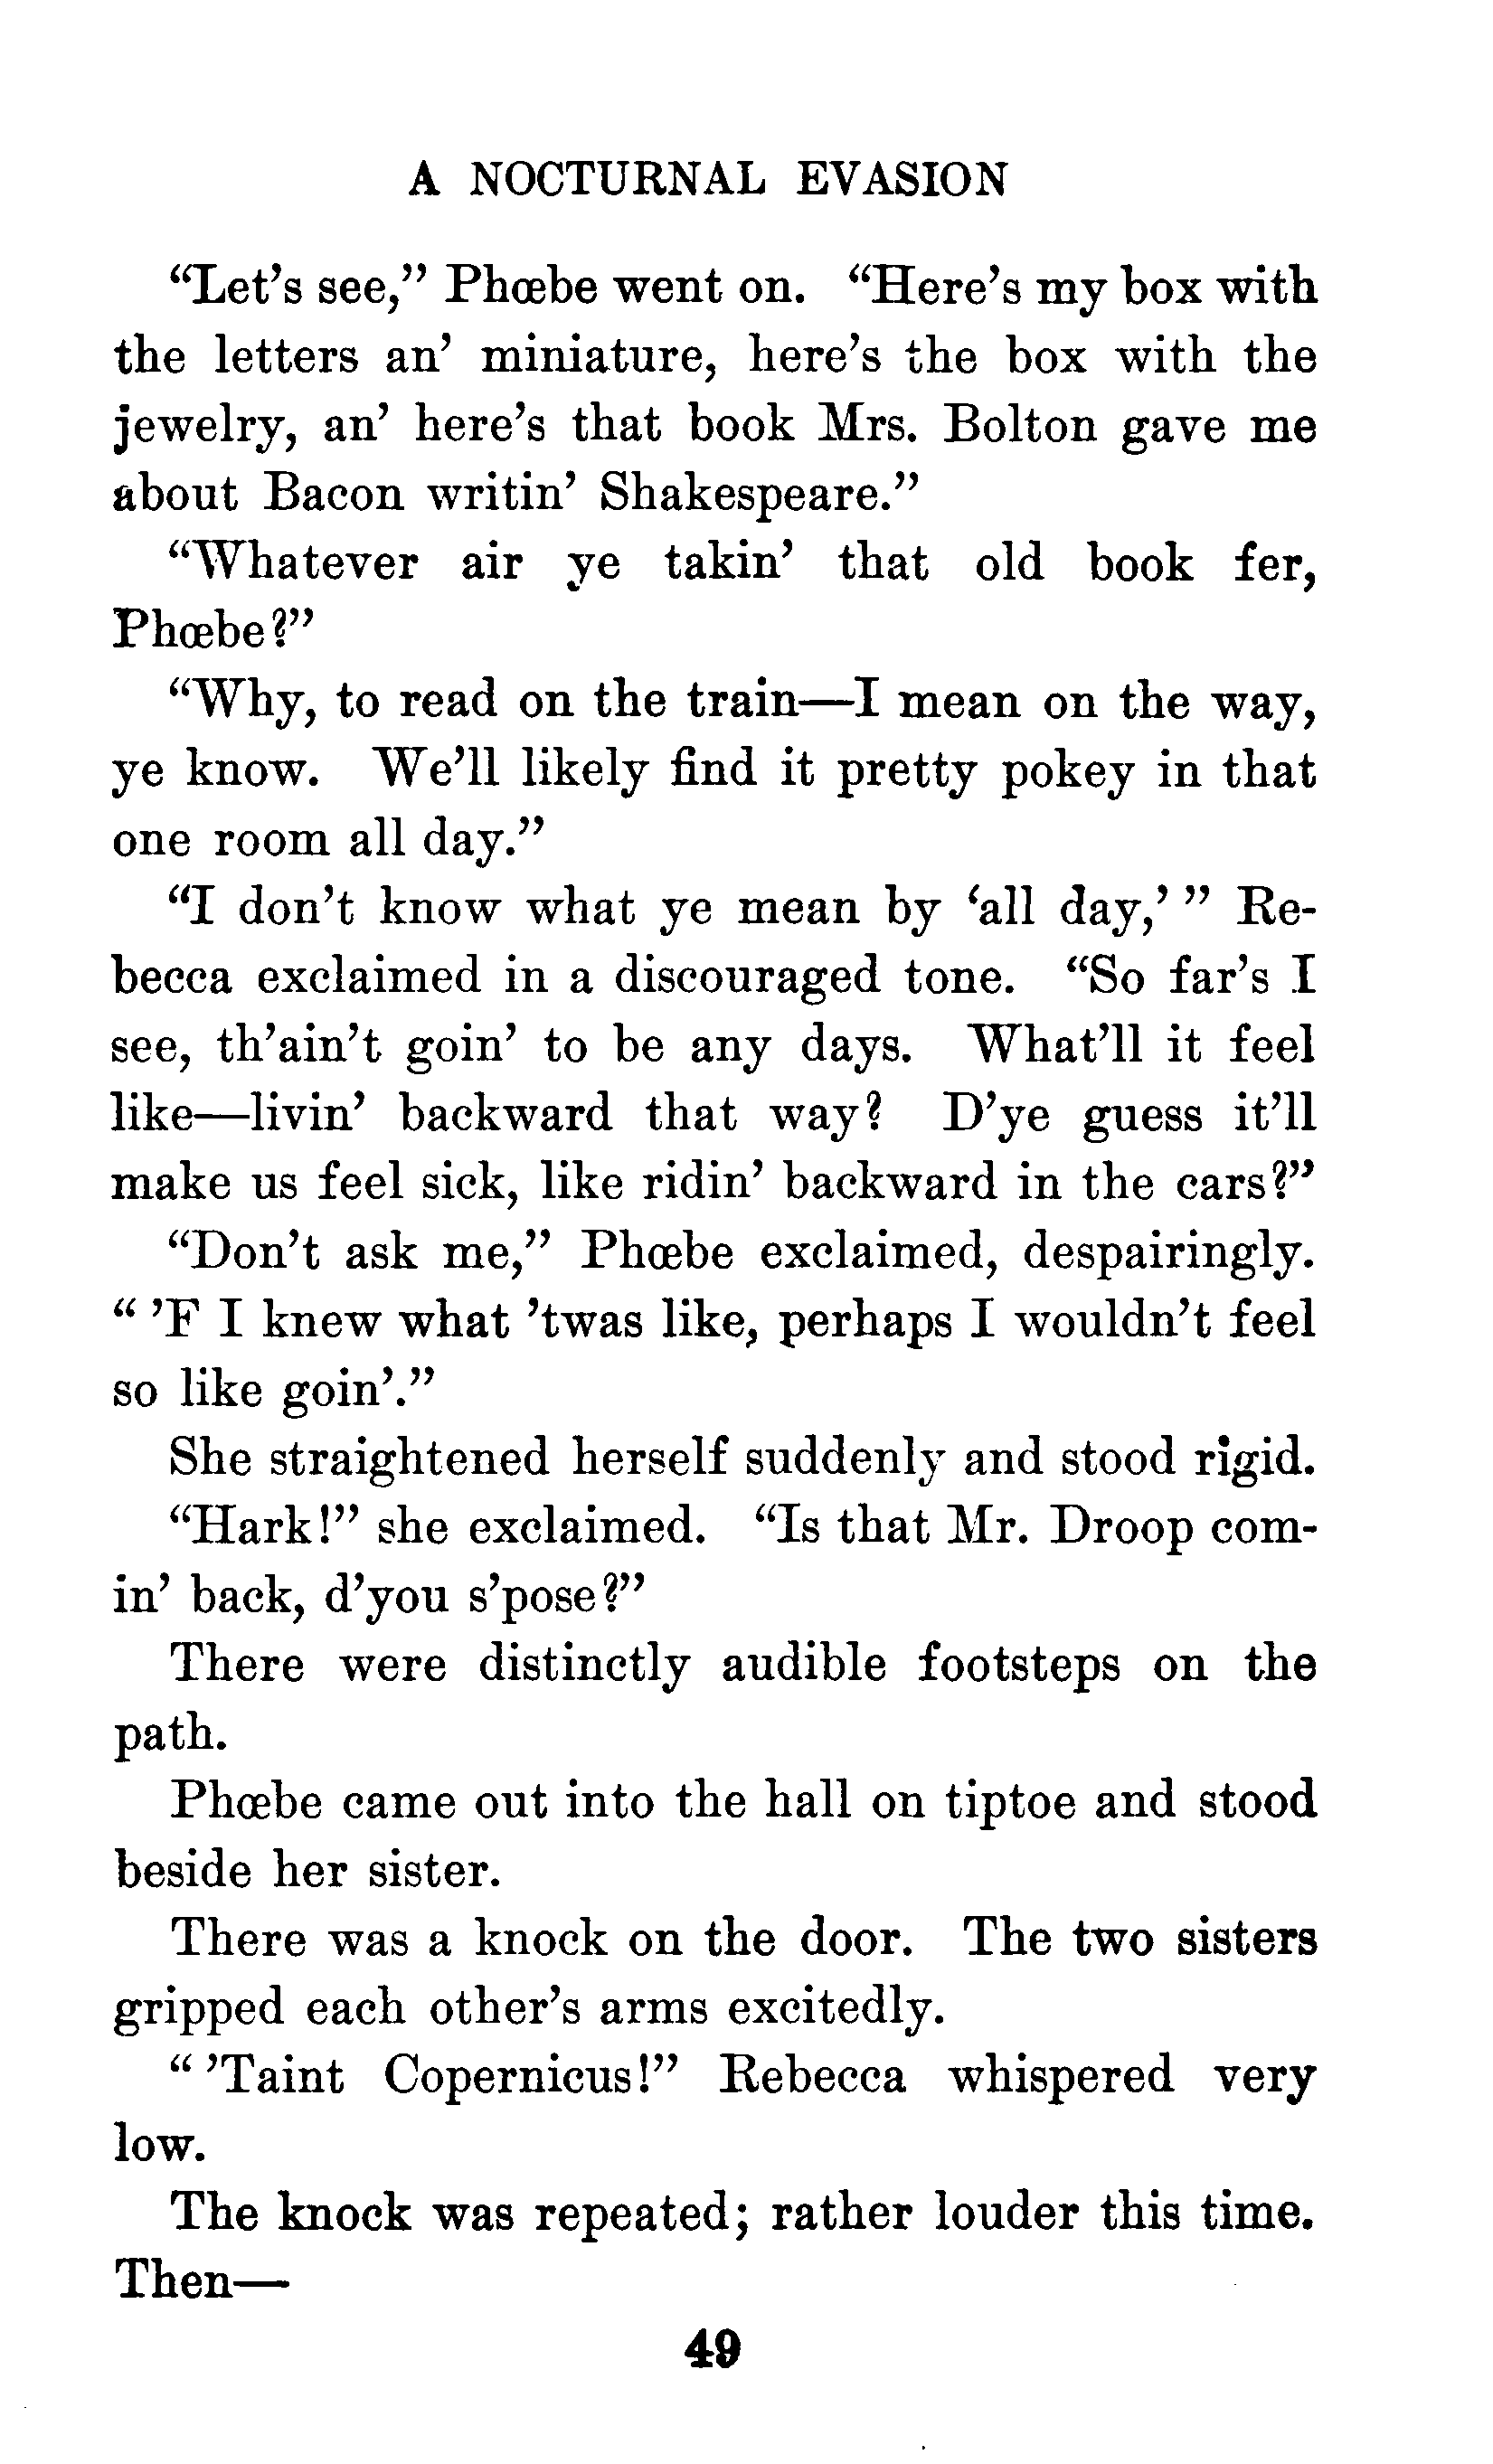 A NOCTURNAL EVASION
“Let’s see,” Phœbe went on. “Here’s my box with
the letters an’ miniature, here’s the box with the
jewelry, an’ here’s that book Mrs. Bolton gave me
about Bacon writin’ Shakespeare.”
“Whatever air ye takin’ that old book fer,
Phœbe?”
“Why, to read on the train—I mean on the way,
ye know. We’ll likely find it pretty pokey in that
one room all day.”
“I don’t know what ye mean by ‘all day,’ ” Re-
becca exclaimed in a discouraged tone. “So far’s I
see, th’ain’t goin’ to be any days. What’ll it feel
like—livin’ backward that way? D’ye guess it’ll
make us feel sick, like ridin’ backward in the cars?”
“Don’t ask me,” Phœbe exclaimed, despairingly.
“ ’F I knew what ’twas like, perhaps I wouldn’t feel
so like goin’.”
She straightened herself suddenly and stood rigid.
“Hark!” she exclaimed. “Is that Mr. Droop com-
in’ back, d’you s’pose?”
There were distinctly audible footsteps on the
path.
Phœbe came out into the hall on tiptoe and stood
beside her sister.
There was a knock on the door. The two sisters
gripped each other’s arms excitedly.
“ ’Taint Copernicus!” Rebecca whispered very
low.
The knock was repeated; rather louder this time.
Then—
49